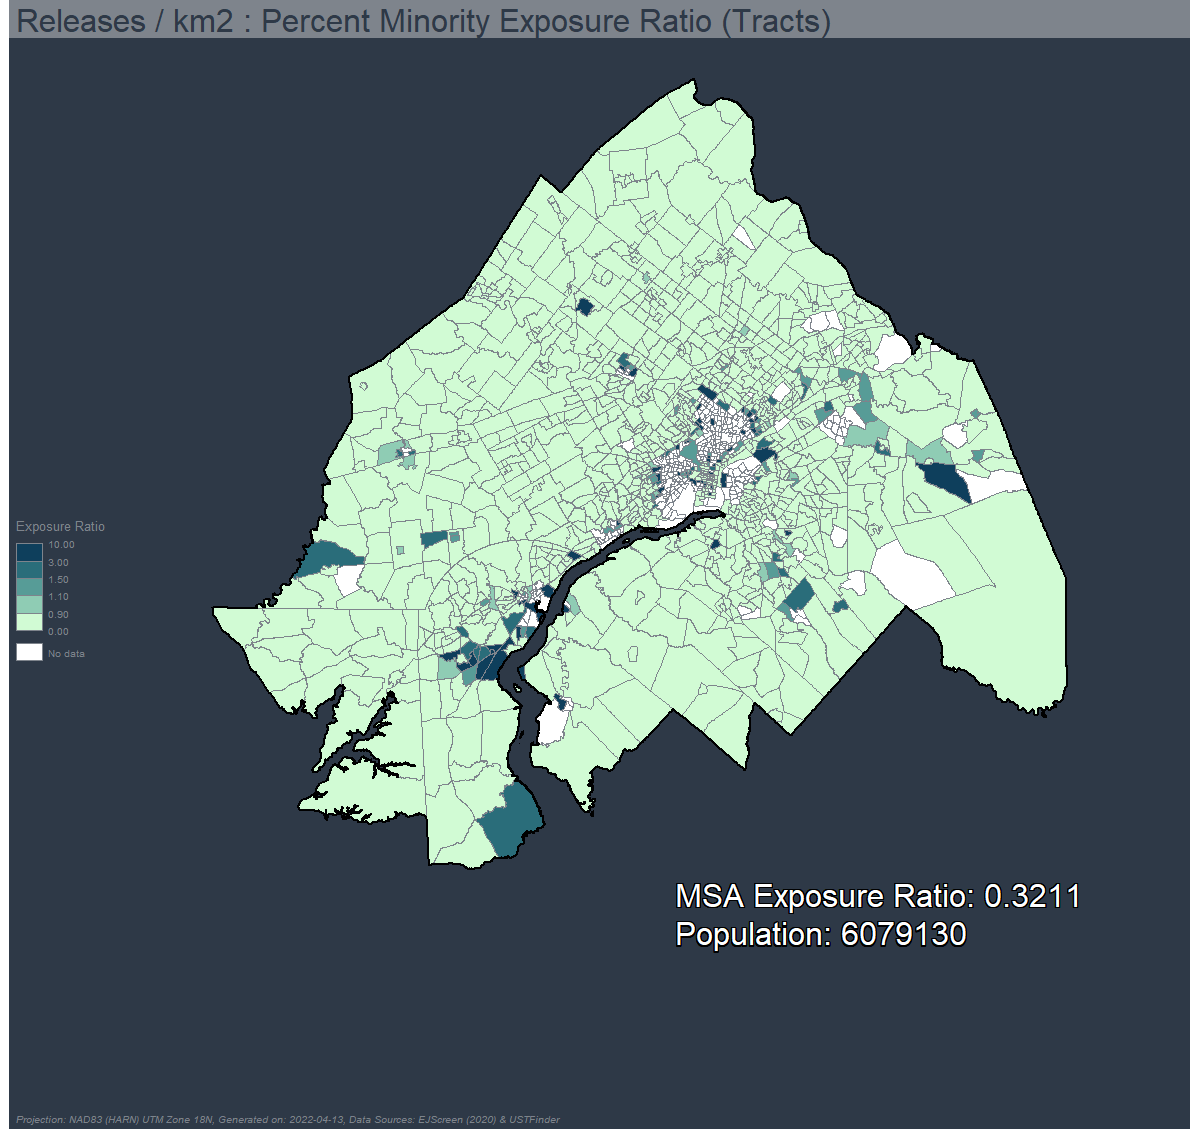 Releases / km2 : Percent Minority Exposure Ratio (Tracts)
Exposure Ratio
10.00
3.00
1.50
1.10
0.90
0.00
No data
MSA Exposure Ratio: 0.3211
Population: 6079130
Projection: NAD83 (HARN) UTM Zone 18N, Generated on: 2022-04-13, Data Sources: EJScreen (2020) & USTFinder